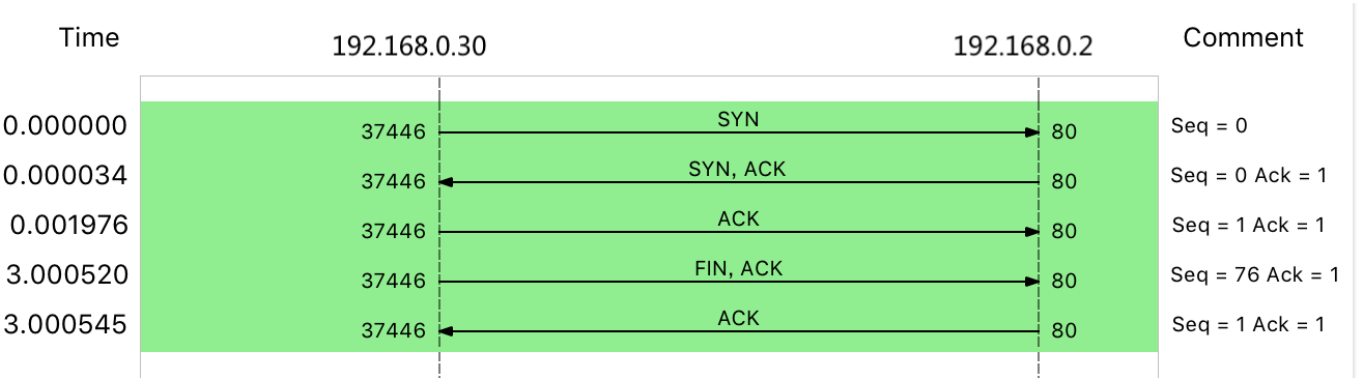 Time 192.168.0.30 192.168.0.2 Comment
0.000000 37446 SYN 80 Seq = 0
0.000034 37446 SYN, ACK 80 Seq = 0 Ack = 1
0.001976 37446 ACK 80 Seq = 1 Ack = 1
3.000520 37446 FIN, ACK 80 Seq = 76 Ack = 1
3.000545 37446 ACK 80 Seq = 1 Ack = 1